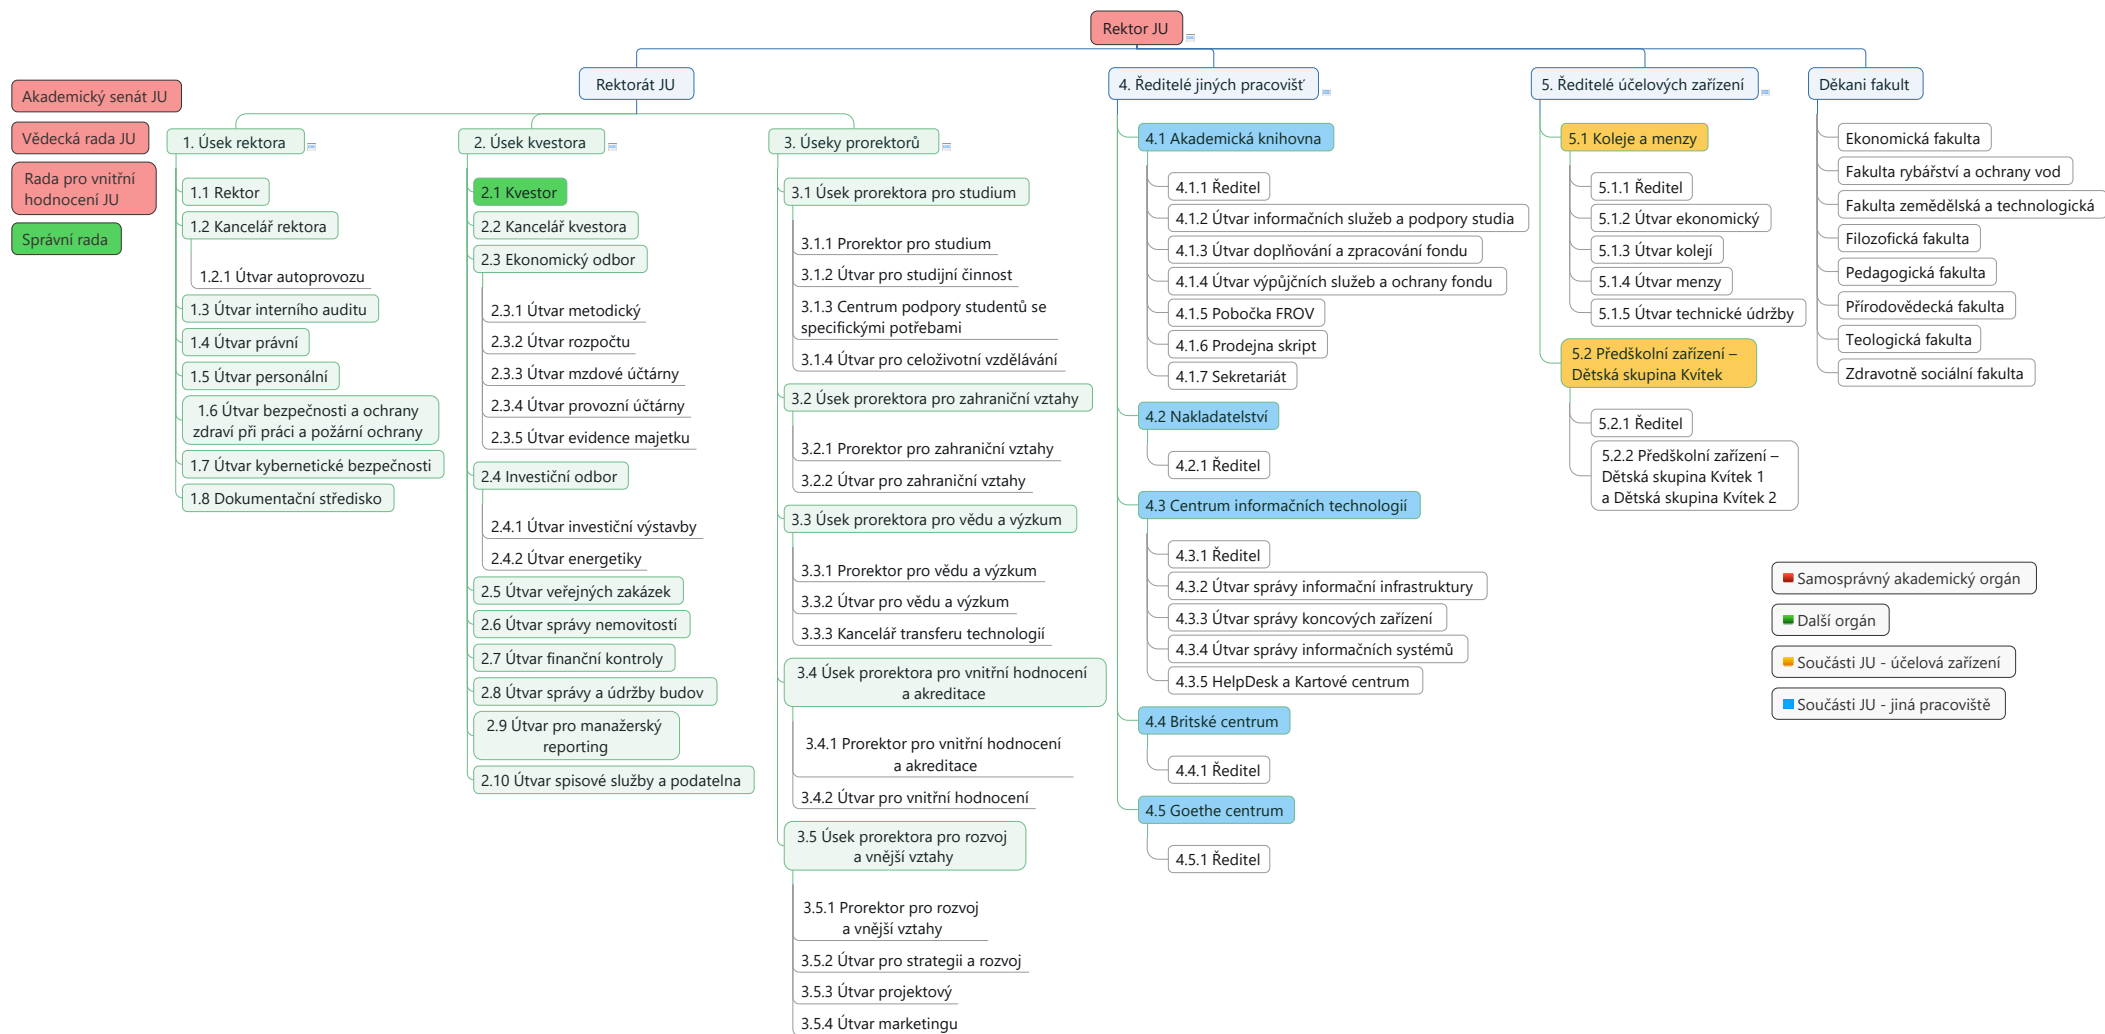 Rektor JU
Akademický senát JU
Vědecká rada JU
Rada pro vnitřní
hodnocení JU
Správní rada
Rektorát JU
1. Úsek rektora
1.1 Rektor
1.2 Kancelář rektora
1.2.1 Útvar autoprovozu
1.3 Útvar interního auditu
1.4 Útvar právní
1.5 Útvar personální
1.6 Útvar bezpečnosti a ochrany
zdraví při práci a požární ochrany
1.7 Útvar kybernetické bezpečnosti
1.8 Dokumentační středisko
2. Úsek kvestora
2.1 Kvestor
2.2 Kancelář kvestora
2.3 Ekonomický odbor
2.3.1 Útvar metodický
2.3.2 Útvar rozpočtu
2.3.3 Útvar mzdové účtárny
2.3.4 Útvar provozní účtárny
2.3.5 Útvar evidence majetku
2.4 Investiční odbor
2.4.1 Útvar investiční výstavby
2.4.2 Útvar energetiky
2.5 Útvar veřejných zakázek
2.6 Útvar správy nemovitostí
2.7 Útvar finanční kontroly
2.8 Útvar správy a údržby budov
2.9 Útvar pro manažerský
reporting
2.10 Útvar spisové služby a podatelna
3. Úseky prorektorů
3.1 Úsek prorektora pro studium
3.1.1 Prorektor pro studium
3.1.2 Útvar pro studijní činnost
3.1.3 Centrum podpory studentů se
specifickými potřebami
3.1.4 Útvar pro celoživotní vzdělávání
3.2 Úsek prorektora pro zahraniční vztahy
3.2.1 Prorektor pro zahraniční vztahy
3.2.2 Útvar pro zahraniční vztahy
3.3 Úsek prorektora pro vědu a výzkum
3.3.1 Prorektor pro vědu a výzkum
3.3.2 Útvar pro vědu a výzkum
3.3.3 Kancelář transferu technologií
3.4 Úsek prorektora pro vnitřní hodnocení
a akreditace
3.4.1 Prorektor pro vnitřní hodnocení
a akreditace
3.4.2 Útvar pro vnitřní hodnocení
3.5 Úsek prorektora pro rozvoj
a vnější vztahy
3.5.1 Prorektor pro rozvoj
a vnější vztahy
3.5.2 Útvar pro strategii a rozvoj
3.5.3 Útvar projektový
3.5.4 Útvar marketingu
4. Ředitelé jiných pracovišť
4.1 Akademická knihovna
4.1.1 Ředitel
4.1.2 Útvar informačních služeb a podpory studia
4.1.3 Útvar doplňování a zpracování fondu
4.1.4 Útvar výpůjčních služeb a ochrany fondu
4.1.5 Pobočka FROV
4.1.6 Prodejna skript
4.1.7 Sekretariát
4.2 Nakladatelství
4.2.1 Ředitel
4.3 Centrum informačních technologií
4.3.1 Ředitel
4.3.2 Útvar správy informační infrastruktury
4.3.3 Útvar správy koncových zařízení
4.3.4 Útvar správy informačních systémů
4.3.5 HelpDesk a Kartové centrum
4.4 Britské centrum
4.4.1 Ředitel
4.5 Goethe centrum
4.5.1 Ředitel
5. Ředitelé účelových zařízení
5.1 Koleje a menzy
5.1.1 Ředitel
5.1.2 Útvar ekonomický
5.1.3 Útvar kolejí
5.1.4 Útvar menzy
5.1.5 Útvar technické údržby
5.2 Předškolní zařízení –
Dětská skupina Kvítek
5.2.1 Ředitel
5.2.2 Předškolní zařízení –
Dětská skupina Kvítek 1
a Dětská skupina Kvítek 2
Děkani fakult
Ekonomická fakulta
Fakulta rybářství a ochrany vod
Fakulta zemědělská a technologická
Filozofická fakulta
Pedagogická fakulta
Přírodovědecká fakulta
Teologická fakulta
Zdravotně sociální fakulta
Samosprávný akademický orgán
Další orgán
Součásti JU - účelová zařízení
Součásti JU - jiná pracoviště